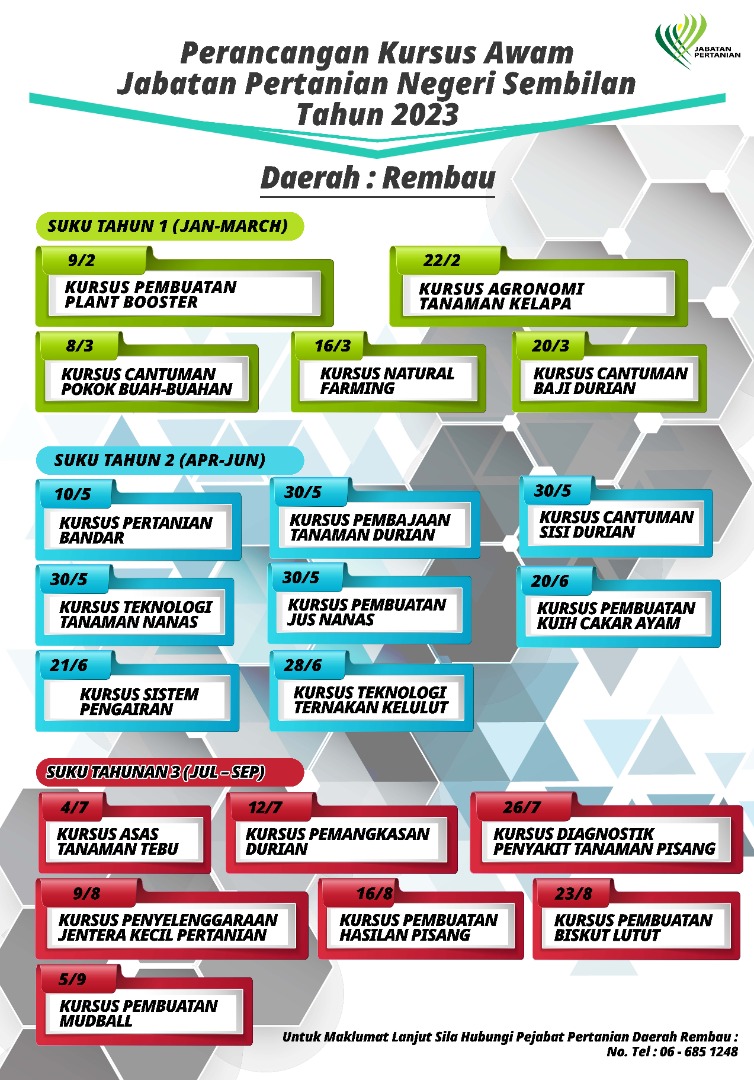 JABATAN
PERTANIAN
Perancangan Kursus Awam
Jabatan Pertanian Negeri Sembilan
Tahun 2023
Daerah : Rembau
SUKU TAHUN 1 (JAN-MARCH)
9/2
KURSUS PEMBUATAN
PLANT BOOSTER
22/2
KURSUS AGRONOMI
TANAMAN KELAPA
8/3
KURSUS CANTUMAN
POKOK BUAH-BUAHAN
16/3
KURSUS NATURAL
FARMING
20/3
KURSUS CANTUMAN
BAJI DURIAN
SUKU TAHUN 2 (APR-JUN)
10/5
KURSUS PERTANIAN
BANDAR
30/5
KURSUS PEMBAJAAN
TANAMAN DURIAN
30/5
KURSUS CANTUMAN
SISI DURIAN
30/5
KURSUS TEKNOLOGI
TANAMAN NANAS
30/5
KURSUS PEMBUATAN
JUS NANAS
20/6
KURSUS PEMBUATAN
KUIH CAKAR AYAM
21/6
KURSUS SISTEM
PENGAIRAN
28/6
KURSUS TEKNOLOGI
TERNAKAN KELULUT
SUKU TAHUNAN 3 (JUL – SEP)
4/7
KURSUS ASAS
TANAMAN TEBU
12/7
KURSUS PEMANGKASAN
DURIAN
26/7
KURSUS DIAGNOSTIK
PENYAKIT TANAMAN PISANG
9/8
KURSUS PENYELENGGARAAN
JENTERA KECIL PERTANIAN
16/8
KURSUS PEMBUATAN
HASILAN PISANG
23/8
KURSUS PEMBUATAN
BISKUT LUTUT
5/9
KURSUS PEMBUATAN
MUDBALL
Untuk Maklumat Lanjut Sila Hubungi Pejabat Pertanian Daerah Rembau :
No. Tel : 06 - 685 1248